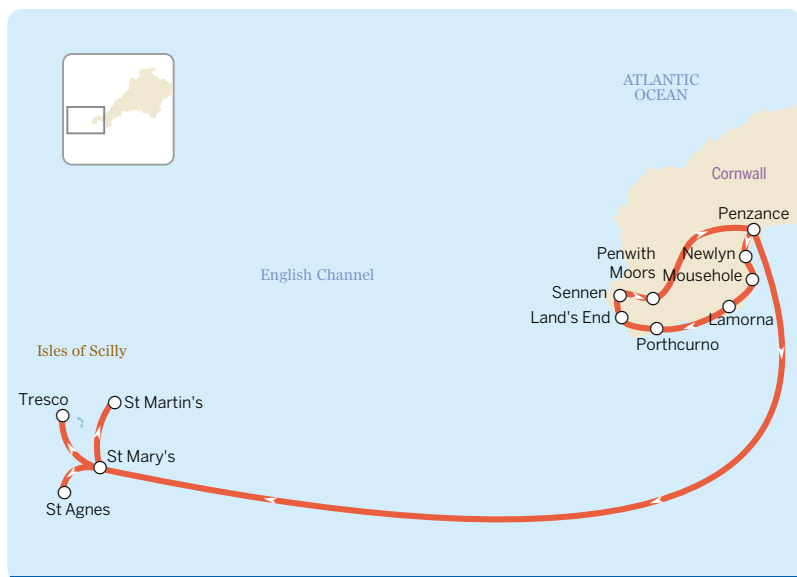 ATLANTIC
OCEAN
Cornwall
Penzance
Penwith
Moors
Newlyn
Mousehole
Sennen
Land's End
Lamorna
Porthcurno
English Channel
Isles of Scilly
Tresco
St Martin's
St Mary's
St Agnes